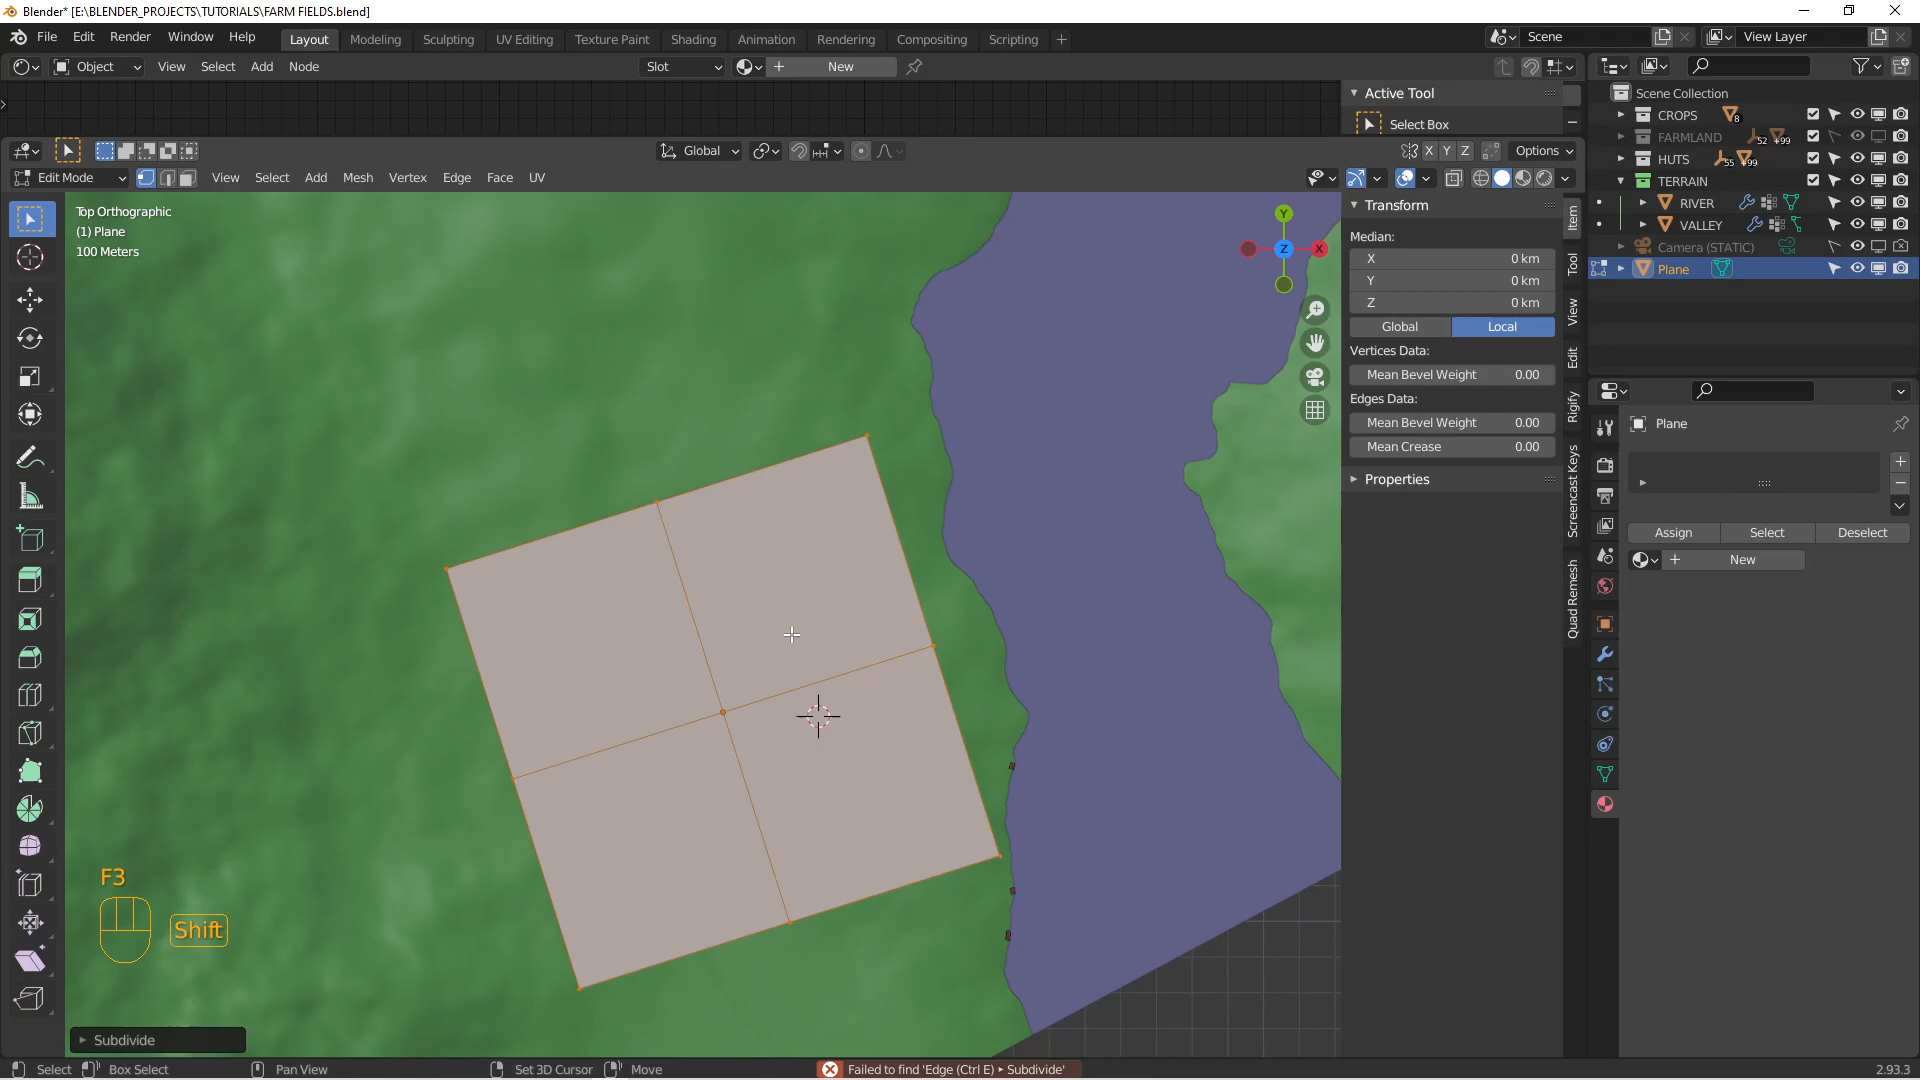 Blender* [E:\BLENDER_PROJECTS\TUTORIALS\FARM FIELDS.blend]
File Edit Render Window Help Layout Modeling Sculpting UV Editing Texture Paint Shading Animation Rendering Compositing Scripting Scene View Layer
Object View Select Add Node Slot New
Active Tool
Select Box
Global X Y Z Options
Edit Mode View Select Add Mesh Vertex Edge Face UV
Top Orthographic
(1) Plane
100 Meters
Y
Z X
Transform
Median:
X 0 km
Y 0 km
Z 0 km
Global Local
Vertices Data:
Mean Bevel Weight 0.00
Edges Data:
Mean Bevel Weight 0.00
Mean Crease 0.00
Properties
Item
Tool
View
Edit
Rigify
Screencast Keys
Quad Remesh
Scene Collection
CROPS 8
FARMLAND 52 +99
HUTS 55 +99
TERRAIN
RIVER
VALLEY
Camera (STATIC)
Plane
Plane
Assign Select Deselect
New
F3
Shift
Subdivide
Select Box Select Pan View Set 3D Cursor Move Failed to find 'Edge (Ctrl E) ▸ Subdivide' 2.93.3